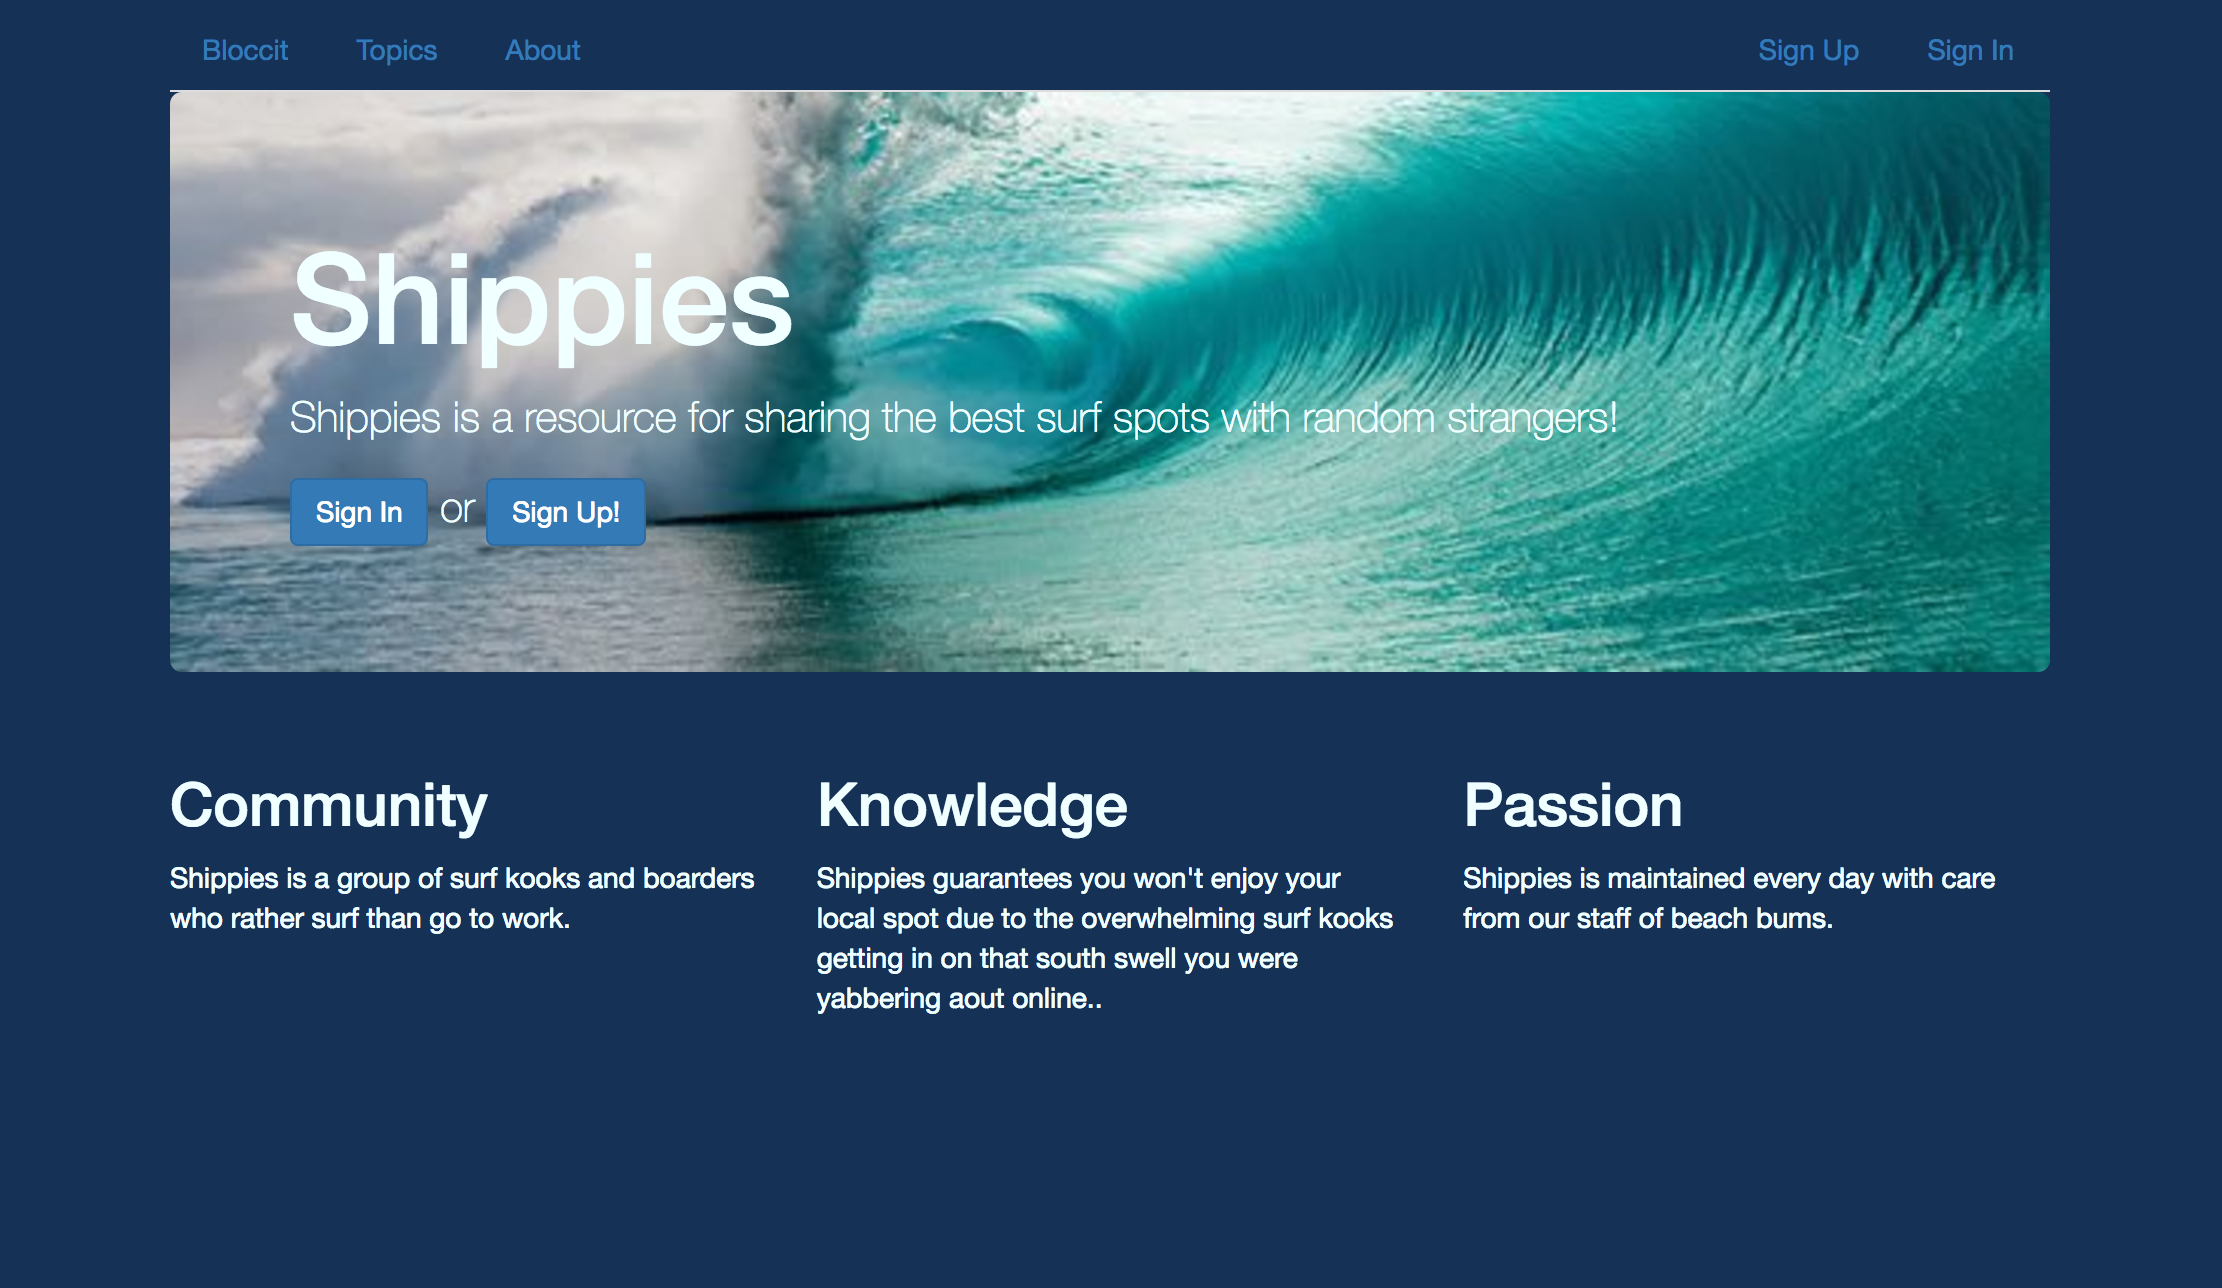 Bloccit Topics About Sign Up Sign In
Shippies
Shippies is a resource for sharing the best surf spots with random strangers!
Sign In or Sign Up!
Community
Shippies is a group of surf kooks and boarders
who rather surf than go to work.
Knowledge
Shippies guarantees you won't enjoy your
local spot due to the overwhelming surf kooks
getting in on that south swell you were
yabbering aout online..
Passion
Shippies is maintained every day with care
from our staff of beach bums.